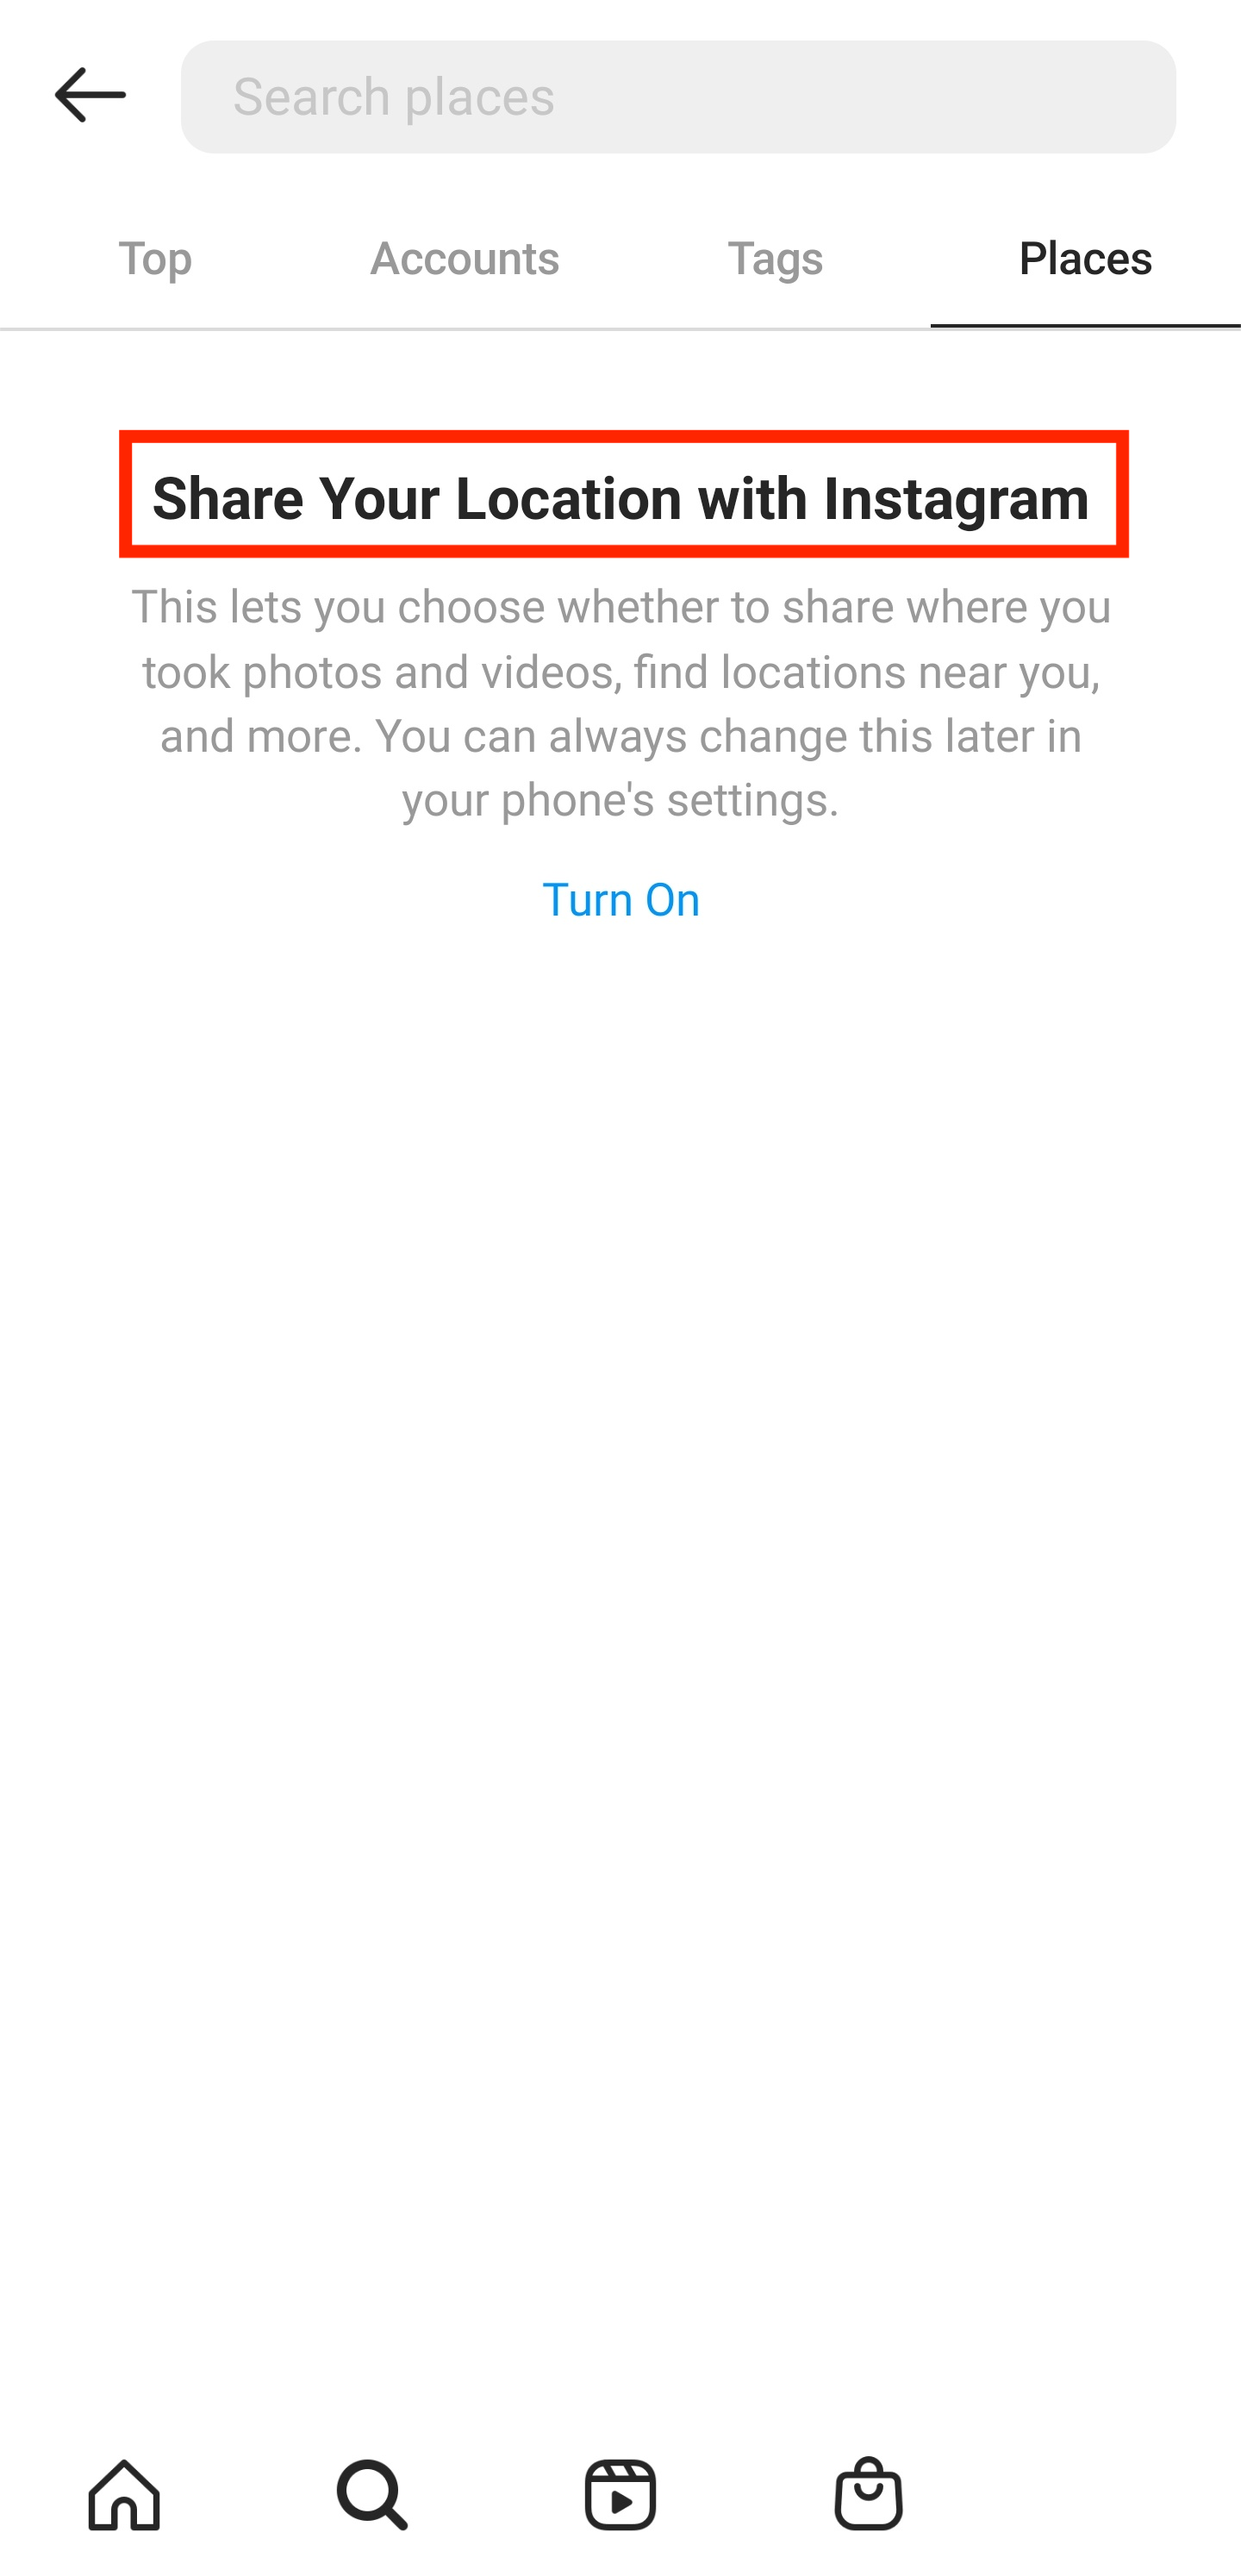 Search places
Top Accounts Tags Places
Share Your Location with Instagram
This lets you choose whether to share where you
took photos and videos, find locations near you,
and more. You can always change this later in
your phone's settings.
Turn On